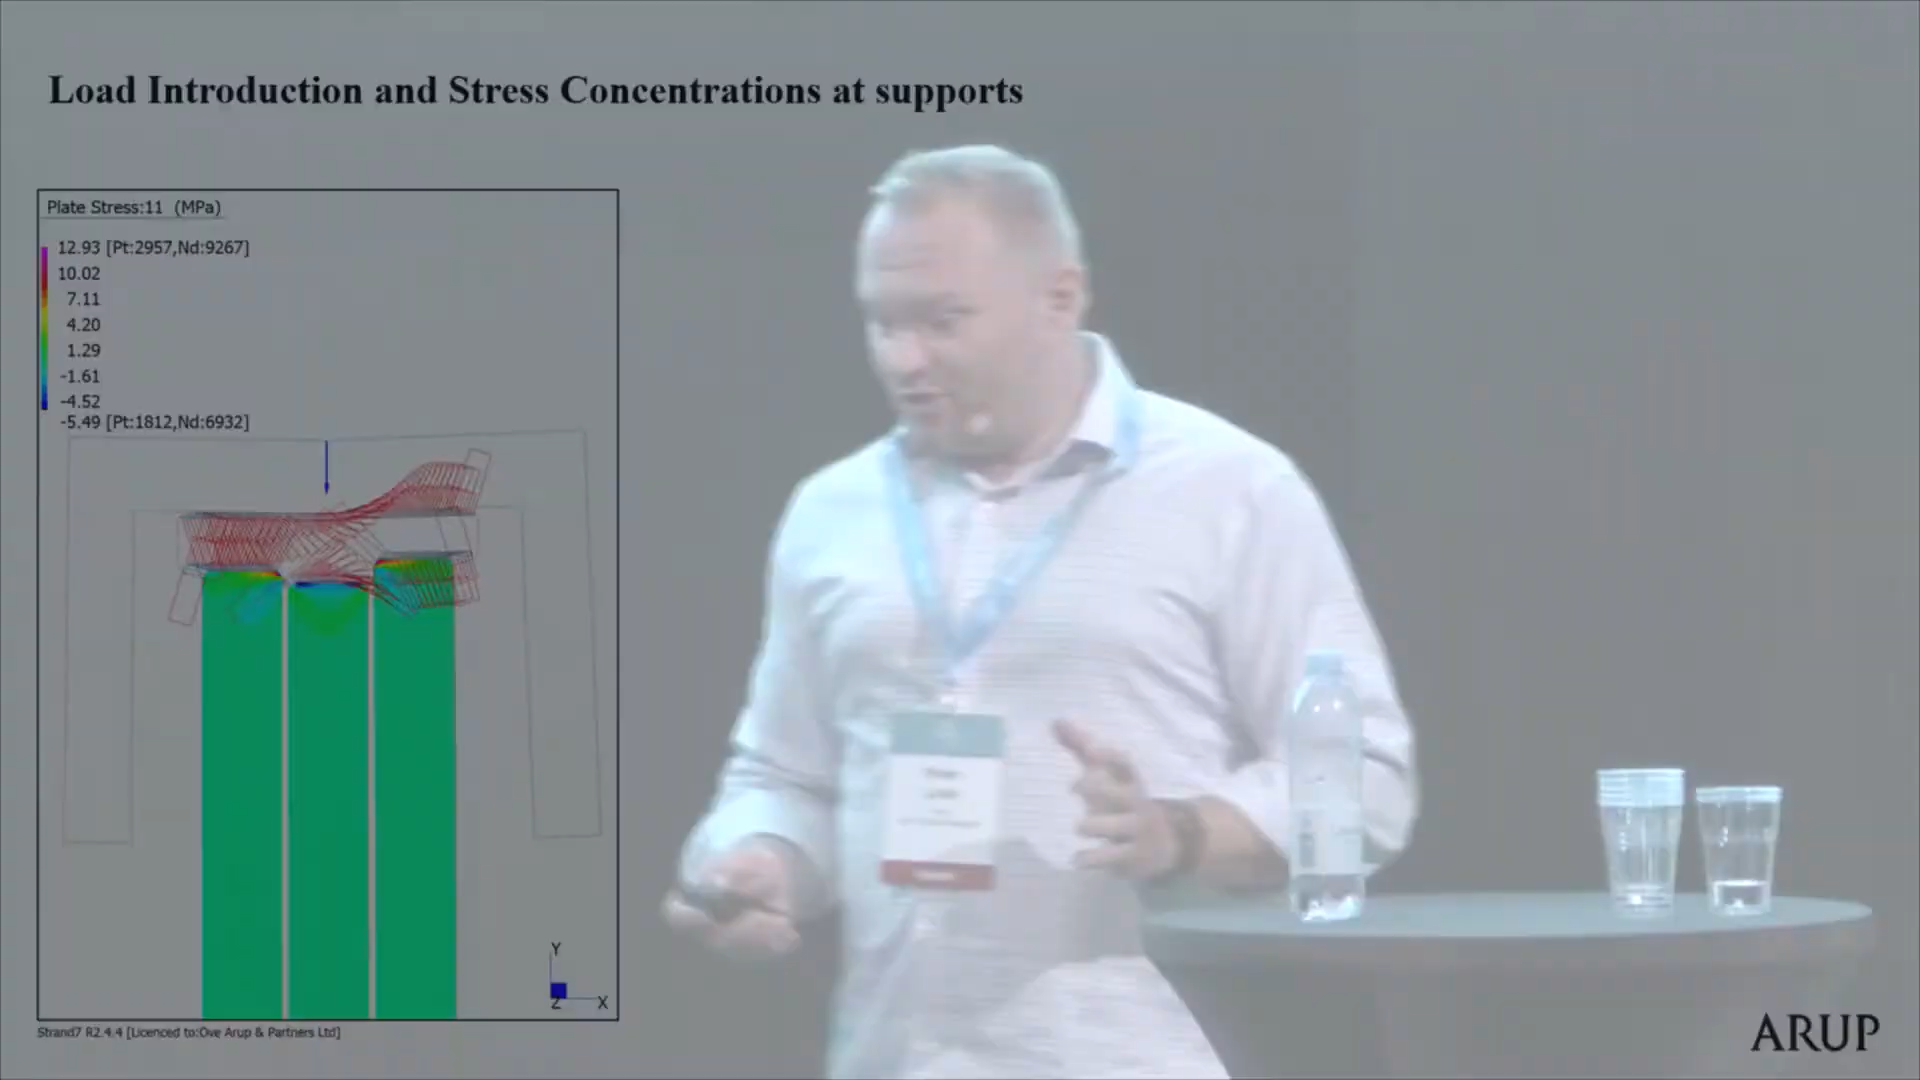 Load Introduction and Stress Concentrations at supports
Plate Stress:11 (MPa)
12.93 [Pt:2957,Nd:9267]
10.02
7.11
4.20
1.29
-1.61
-4.52
-5.49 [Pt:1812,Nd:6932]
Y
Z X
Strand7 R2.4.4 [Licenced to:Ove Arup & Partners Ltd]
ARUP